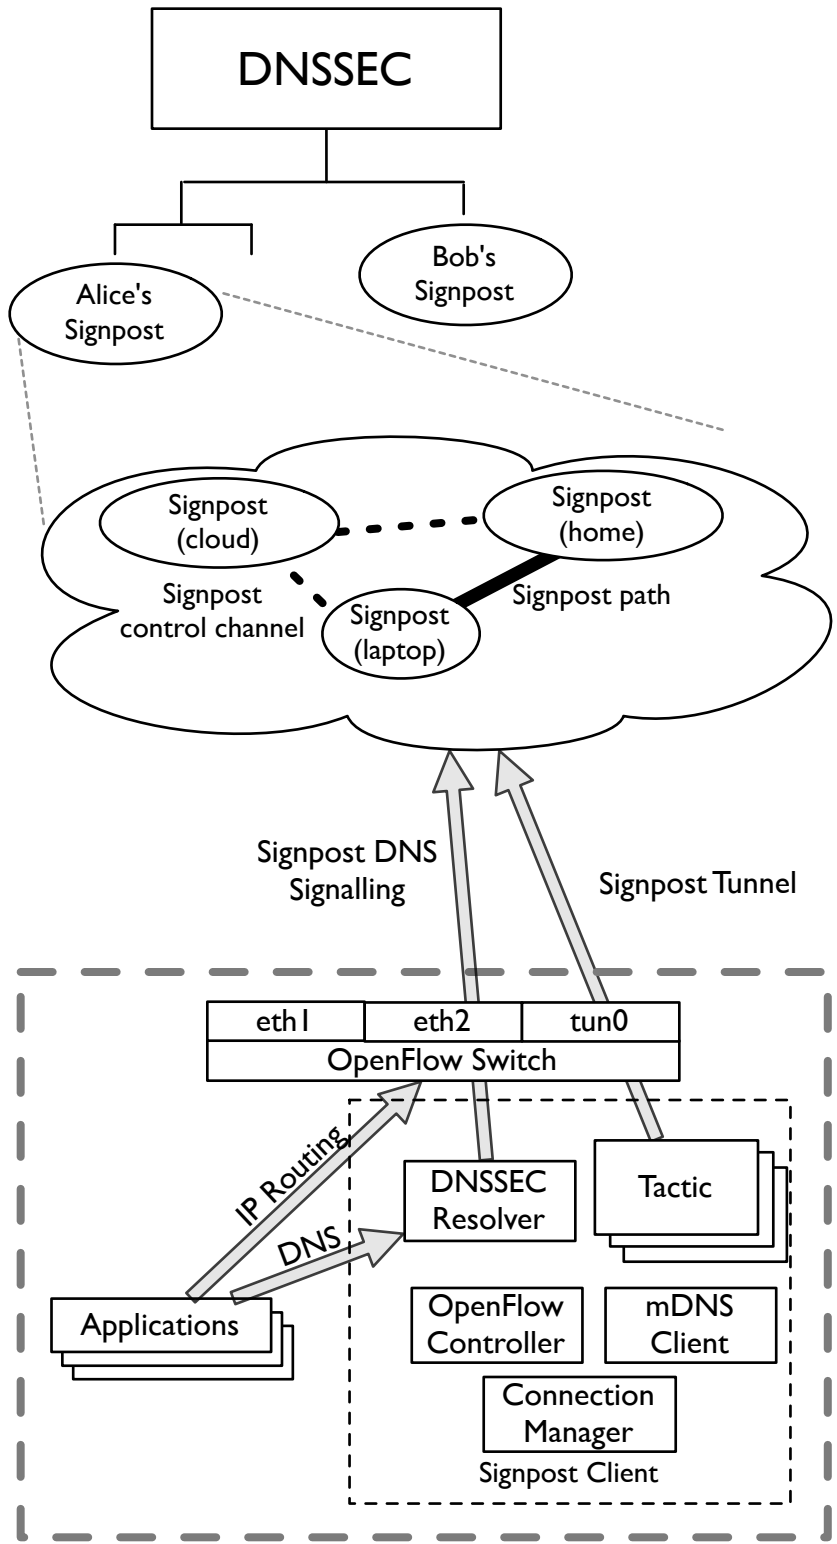 DNSSEC
Alice's
Signpost
Bob's
Signpost
Signpost
(cloud)
Signpost
(home)
Signpost
control channel
Signpost
(laptop)
Signpost path
Signpost DNS
Signalling
Signpost Tunnel
eth1
eth2
tun0
OpenFlow Switch
IP Routing
DNS
DNSSEC
Resolver
Tactic
Applications
OpenFlow
Controller
mDNS
Client
Connection
Manager
Signpost Client